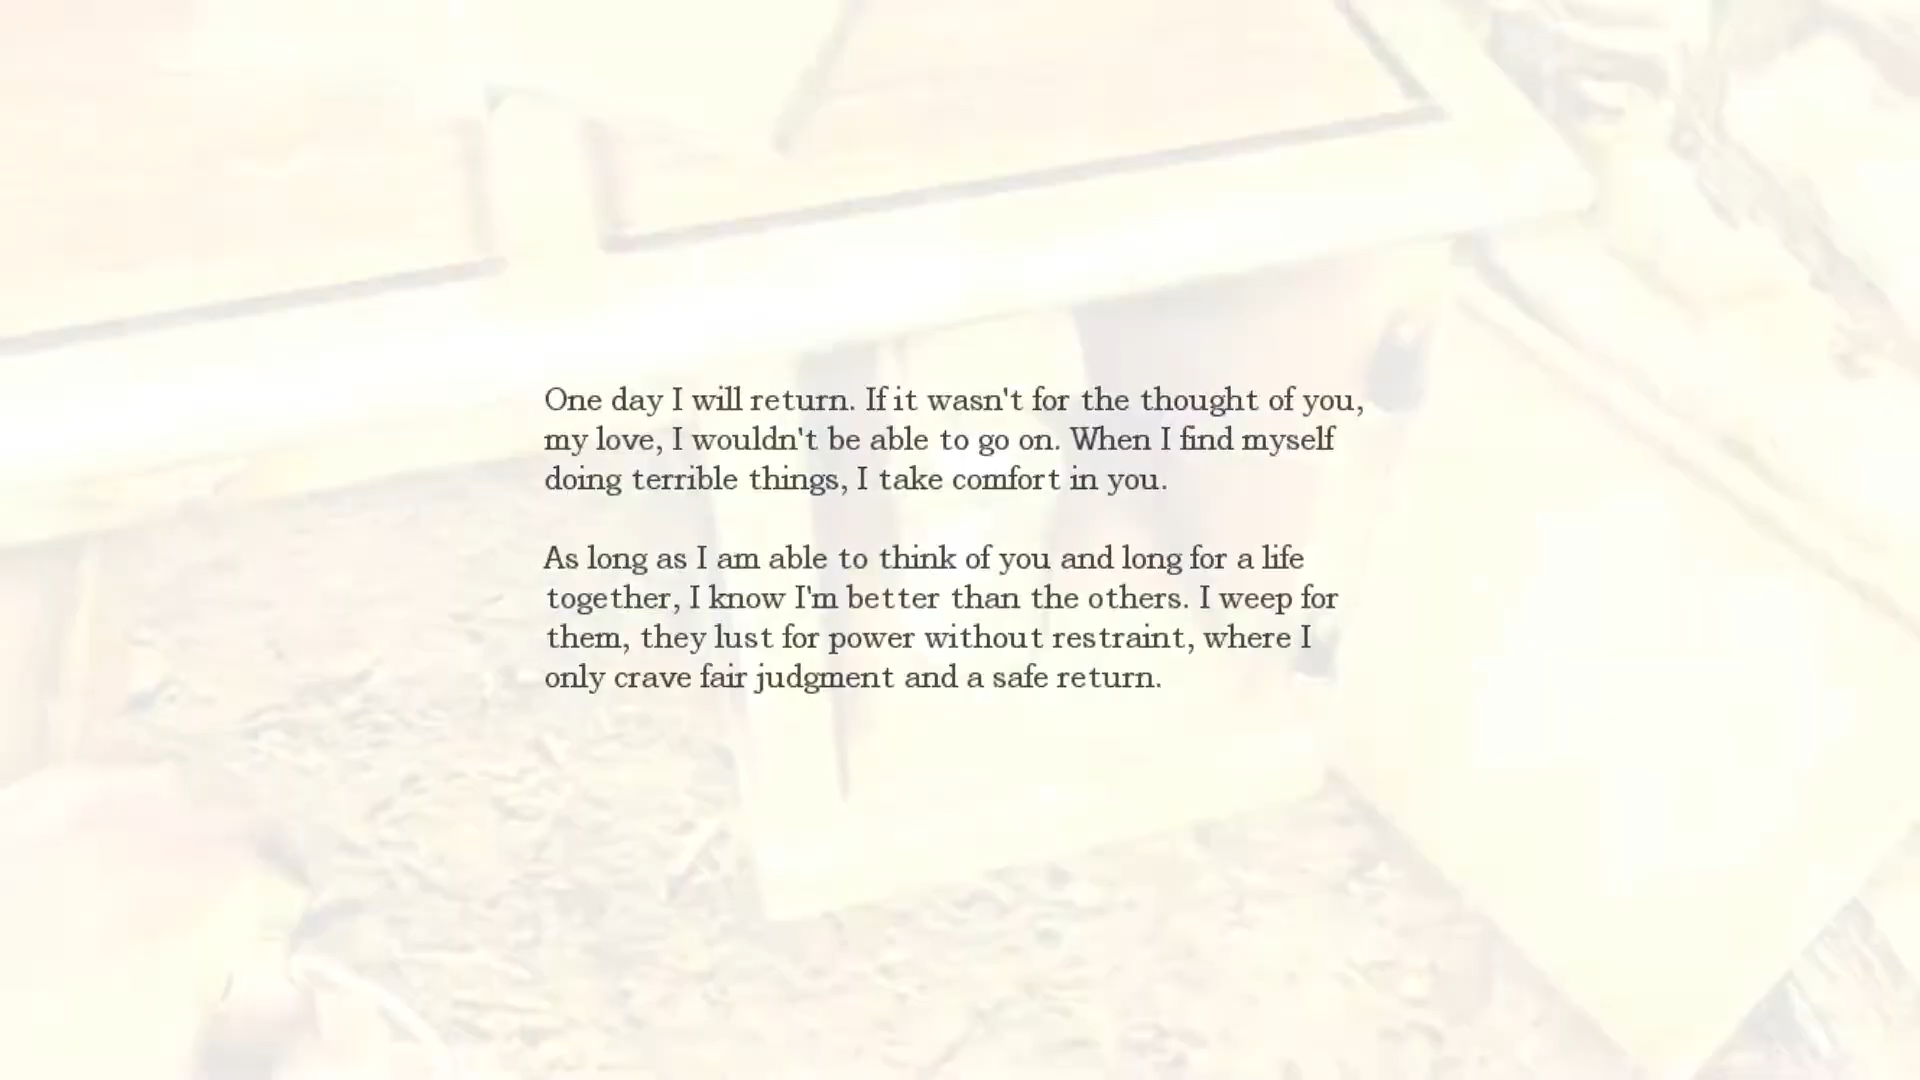 One day I will return. If it wasn't for the thought of you,
my love, I wouldn't be able to go on. When I find myself
doing terrible things, I take comfort in you.
As long as I am able to think of you and long for a life
together, I know I'm better than the others. I weep for
them, they lust for power without restraint, where I
only crave fair judgment and a safe return.